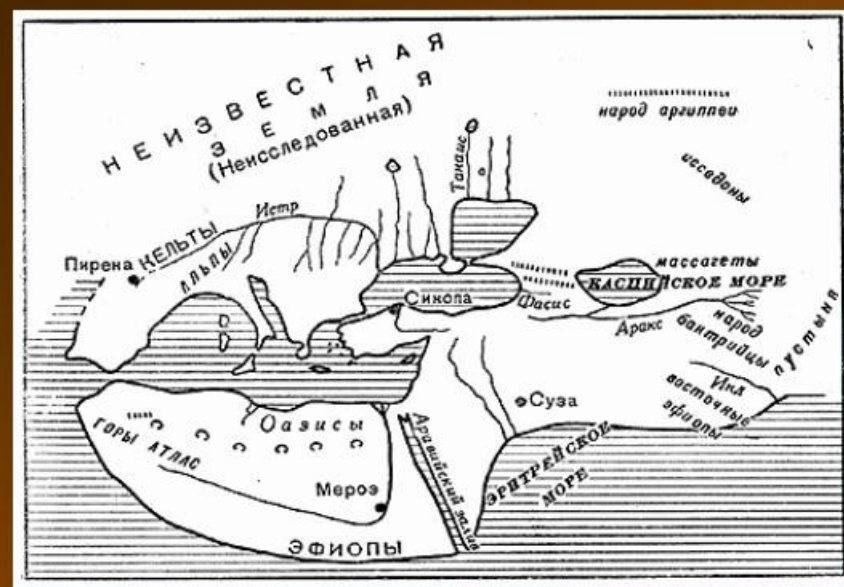 НЕИЗВЕСТНАЯ
ЗЕМЛЯ
(Неисследованная)
народ аргиппеи
исседоны
Танаис
Истр
КЕЛЬТЫ
Пирена
АЛЬПЫ
массагеты
КАСПИЙСКОЕ МОРЕ
Синопа
Фасис
Аракс
народ
бактрийцы
пустыня
Инд
восточные
эфиопы
Суза
Оазисы
ГОРЫ АТЛАС
Аравийский залив
ЭРИТРЕЙСКОЕ
МОРЕ
Мероэ
ЭФИОПЫ